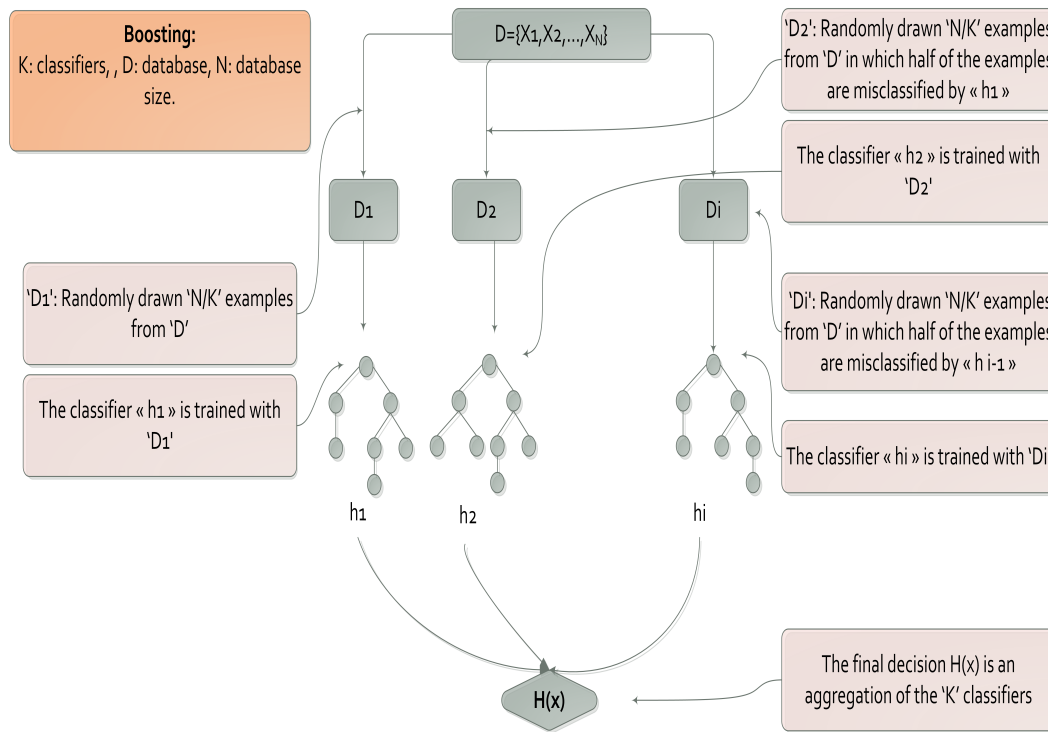 Boosting:
K: classifiers, , D: database, N: database
size.
D={X1,X2,...,XN}
'D2': Randomly drawn 'N/K' examples
from 'D' in which half of the examples
are misclassified by « h1 »
The classifier « h2 » is trained with
'D2'
D1
D2
Di
'D1': Randomly drawn 'N/K' examples
from 'D'
'Di': Randomly drawn 'N/K' examples
from 'D' in which half of the examples
are misclassified by « h i-1 »
The classifier « h1 » is trained with
'D1'
The classifier « hi » is trained with 'Di
h1
h2
hi
The final decision H(x) is an
aggregation of the 'K' classifiers
H(x)